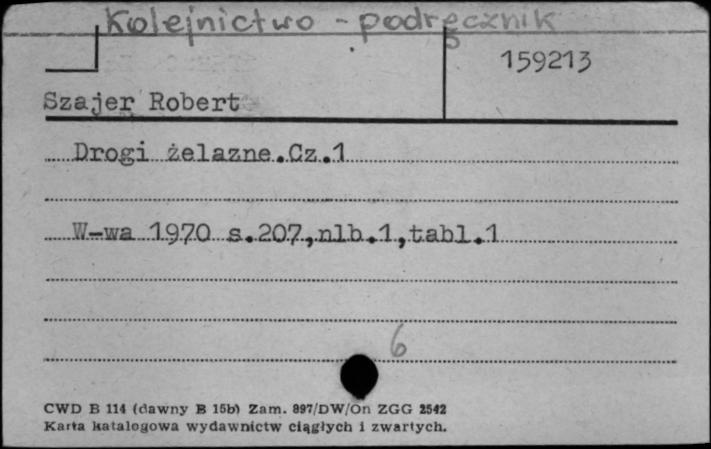 Kolejnictwo - podręcznik
159213
Szajer Robert
Drogi żelazne.Cz.1
W-wa 1970 s.207,nlb.1,tabl.1
6
CWD B 114 (dawny B 15b) Zam. 897/DW/On ZGG 2542
Karta katalogowa wydawnictw ciągłych i zwartych.